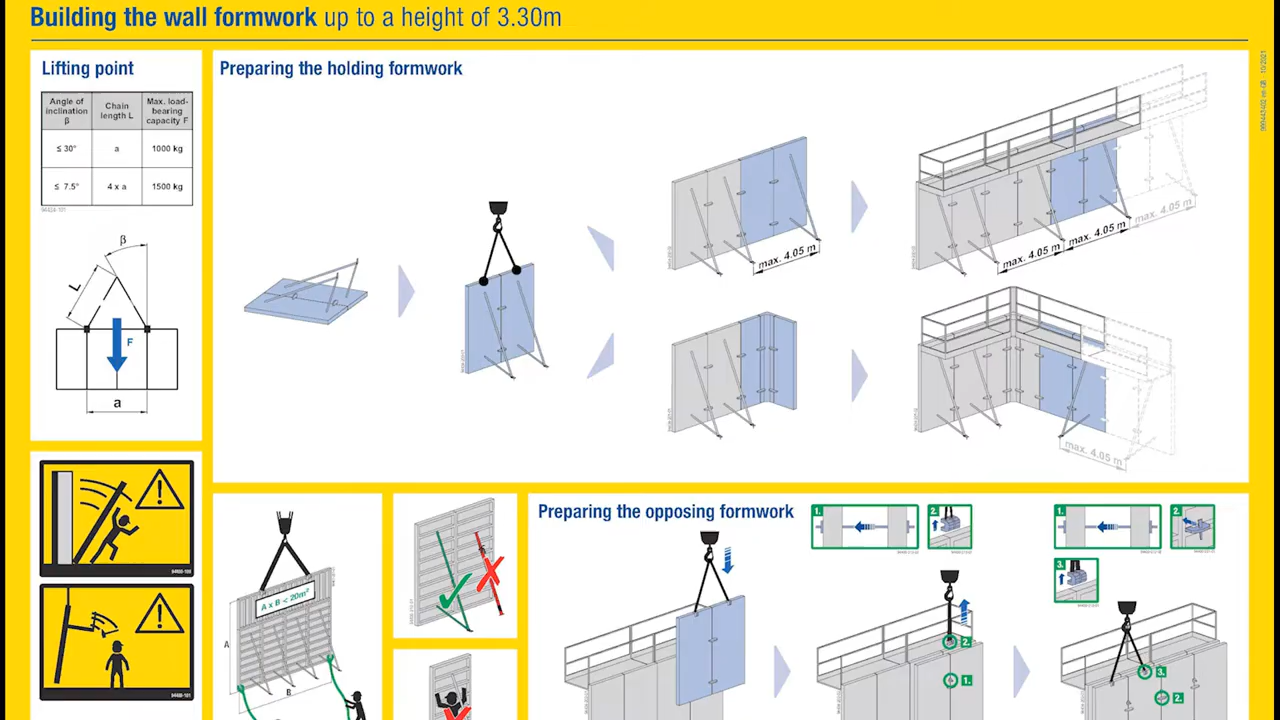 Building the wall formwork up to a height of 3.30m
Lifting point
Angle of inclination β
Chain length L
Max. load-bearing capacity F
≤ 30°
a
1000 kg
≤ 7.5°
4 x a
1500 kg
β
L
F
a
Preparing the holding formwork
max. 4.05 m
max. 4.05 m
max. 4.05 m
max. 4.05 m
max. 4.05 m
A x B < 20m²
A
B
Preparing the opposing formwork
1.
2.
1.
2.
3.
2.
1.
3.
2.